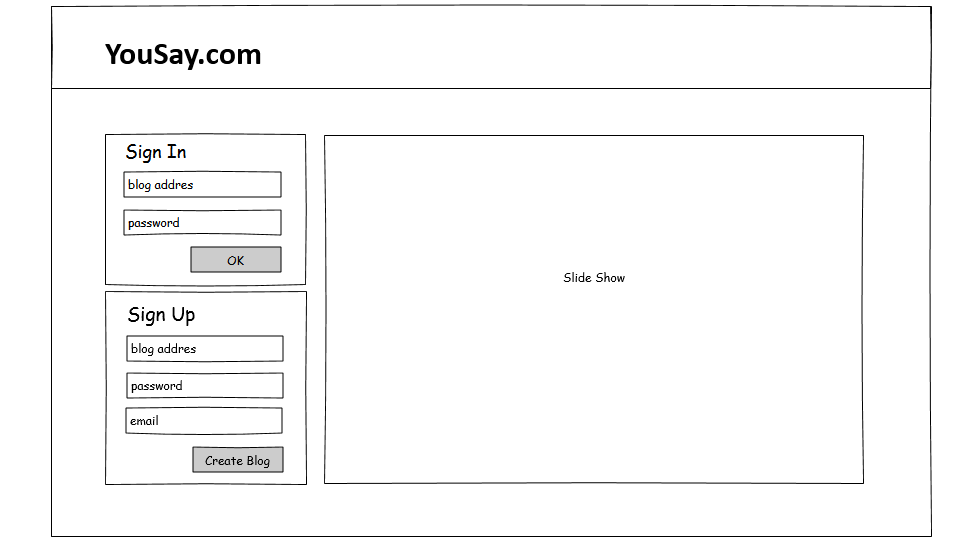 YouSay.com
Sign In
blog addres
password
OK
Sign Up
blog addres
password
email
Create Blog
Slide Show